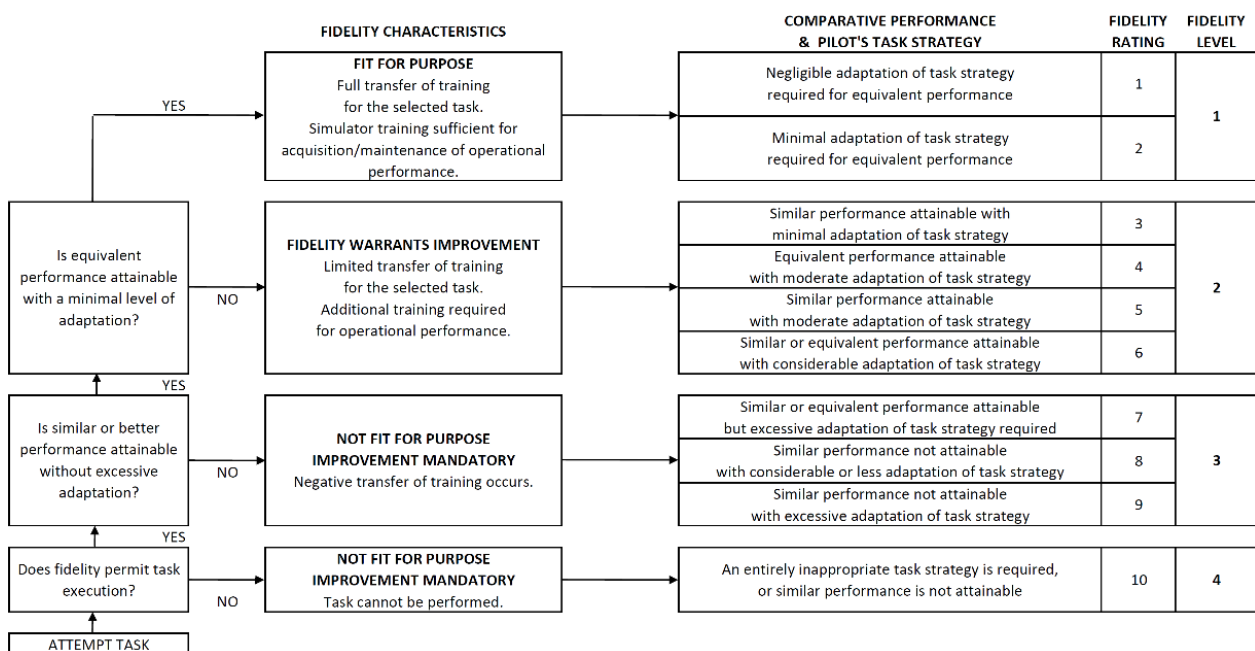 FIDELITY CHARACTERISTICS
COMPARATIVE PERFORMANCE
& PILOT'S TASK STRATEGY
FIDELITY
RATING
FIDELITY
LEVEL
YES
FIT FOR PURPOSE
Full transfer of training
for the selected task.
Simulator training sufficient for
acquisition/maintenance of operational
performance.
Negligible adaptation of task strategy
required for equivalent performance
1
Minimal adaptation of task strategy
required for equivalent performance
2
1
Is equivalent
performance attainable
with a minimal level of
adaptation?
NO
FIDELITY WARRANTS IMPROVEMENT
Limited transfer of training
for the selected task.
Additional training required
for operational performance.
Similar performance attainable with
minimal adaptation of task strategy
3
Equivalent performance attainable
with moderate adaptation of task strategy
4
Similar performance attainable
with moderate adaptation of task strategy
5
Similar or equivalent performance attainable
with considerable adaptation of task strategy
6
2
YES
Is similar or better
performance attainable
without excessive
adaptation?
NO
NOT FIT FOR PURPOSE
IMPROVEMENT MANDATORY
Negative transfer of training occurs.
Similar or equivalent performance attainable
but excessive adaptation of task strategy required
7
Similar performance not attainable
with considerable or less adaptation of task strategy
8
Similar performance not attainable
with excessive adaptation of task strategy
9
3
YES
Does fidelity permit task
execution?
NO
NOT FIT FOR PURPOSE
IMPROVEMENT MANDATORY
Task cannot be performed.
An entirely inappropriate task strategy is required,
or similar performance is not attainable
10
4
ATTEMPT TASK